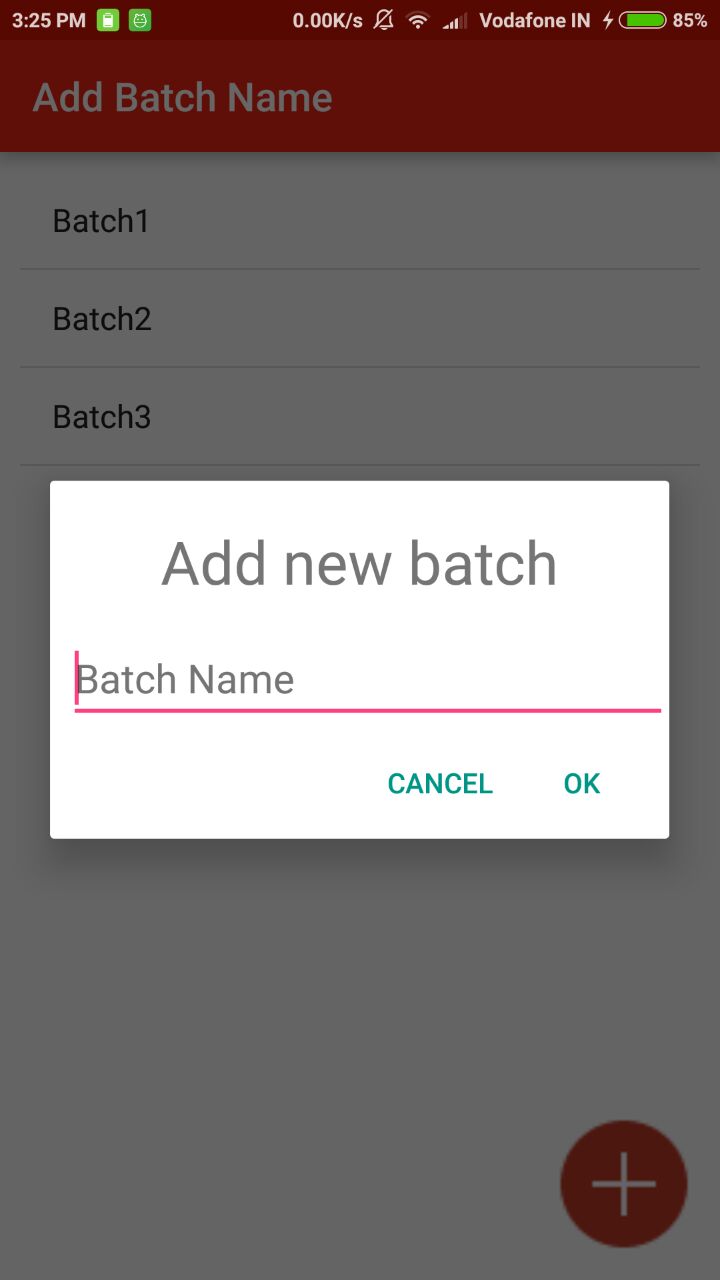 3:25 PM 0.00K/s Vodafone IN 85%
Add Batch Name
Batch1
Batch2
Batch3
Add new batch
Batch Name
CANCEL OK